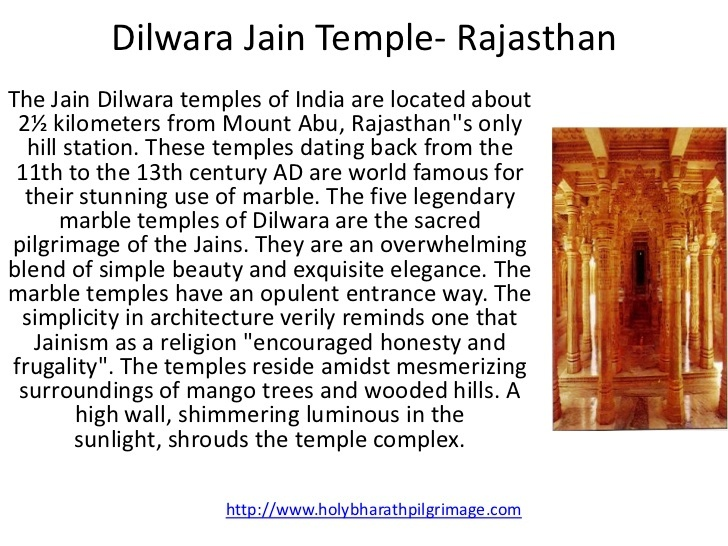 Dilwara Jain Temple- Rajasthan
The Jain Dilwara temples of India are located about
2½ kilometers from Mount Abu, Rajasthan''s only
hill station. These temples dating back from the
11th to the 13th century AD are world famous for
their stunning use of marble. The five legendary
marble temples of Dilwara are the sacred
pilgrimage of the Jains. They are an overwhelming
blend of simple beauty and exquisite elegance. The
marble temples have an opulent entrance way. The
simplicity in architecture verily reminds one that
Jainism as a religion "encouraged honesty and
frugality". The temples reside amidst mesmerizing
surroundings of mango trees and wooded hills. A
high wall, shimmering luminous in the
sunlight, shrouds the temple complex.
http://www.holybharathpilgrimage.com